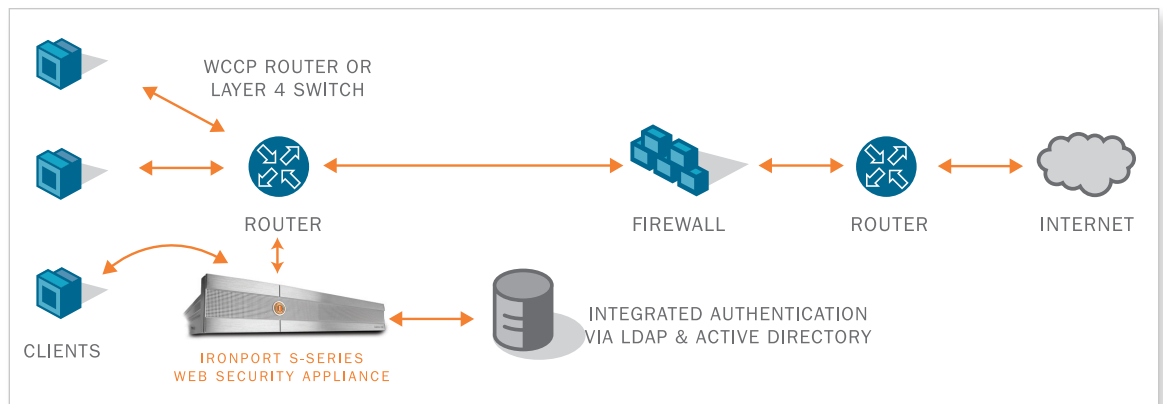 WCCP ROUTER OR
LAYER 4 SWITCH
ROUTER
FIREWALL
ROUTER
INTERNET
CLIENTS
IRONPORT S-SERIES
WEB SECURITY APPLIANCE
INTEGRATED AUTHENTICATION
VIA LDAP & ACTIVE DIRECTORY